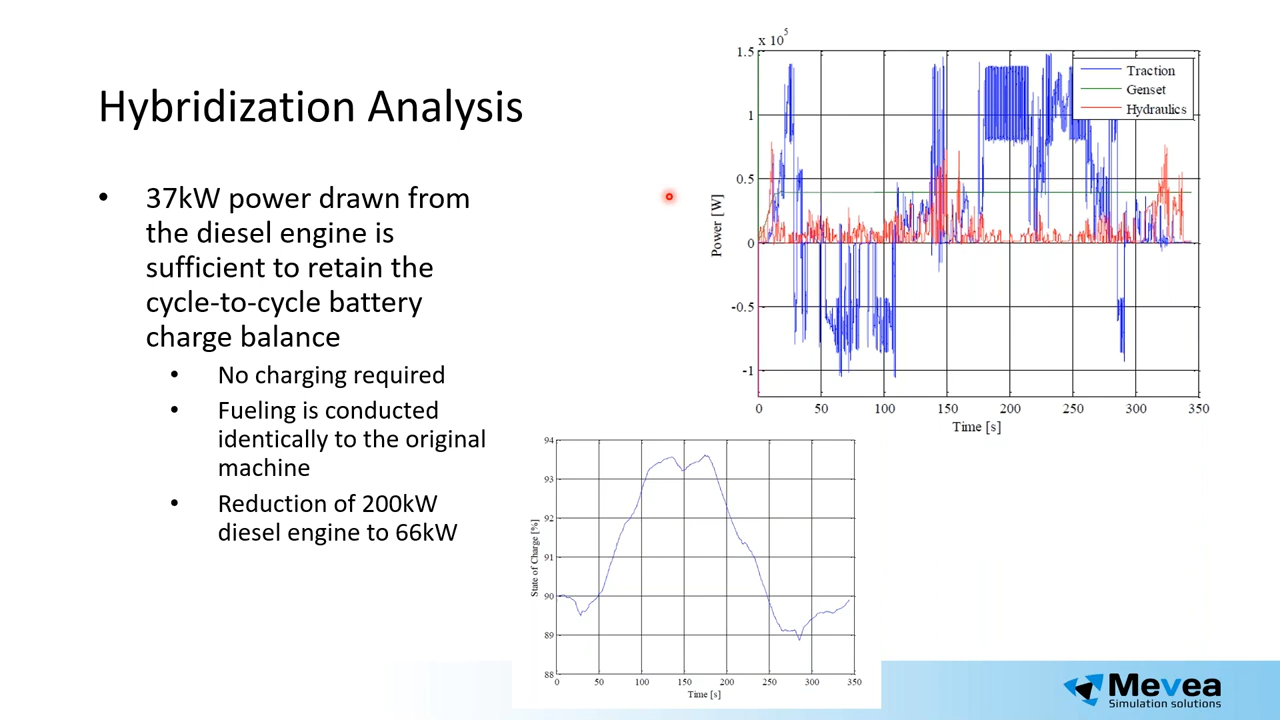 Hybridization Analysis
• 37kW power drawn from
the diesel engine is
sufficient to retain the
cycle-to-cycle battery
charge balance
• No charging required
• Fueling is conducted
identically to the original
machine
• Reduction of 200kW
diesel engine to 66kW
x 10^5
1.5
1
0.5
0
-0.5
-1
Power [W]
Traction
Genset
Hydraulics
0 50 100 150 200 250 300 350
Time [s]
94
93
92
91
90
89
88
State of Charge [%]
0 50 100 150 200 250 300 350
Time [s]
Mevea
Simulation solutions